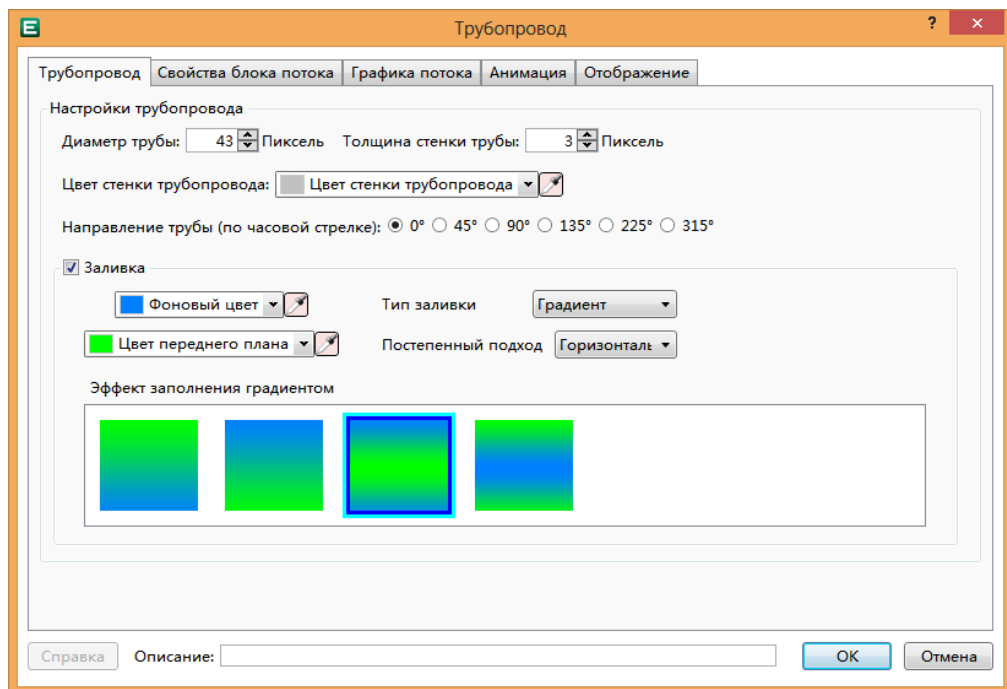 E Трубопровод ? ×
Трубопровод Свойства блока потока Графика потока Анимация Отображение
Настройки трубопровода
Диаметр трубы: 43 Пиксель Толщина стенки трубы: 3 Пиксель
Цвет стенки трубопровода: Цвет стенки трубопровода
Направление трубы (по часовой стрелке): 0° 45° 90° 135° 225° 315°
Заливка
Фоновый цвет Тип заливки Градиент
Цвет переднего плана Постепенный подход Горизонталь
Эффект заполнения градиентом
Справка Описание: OK Отмена